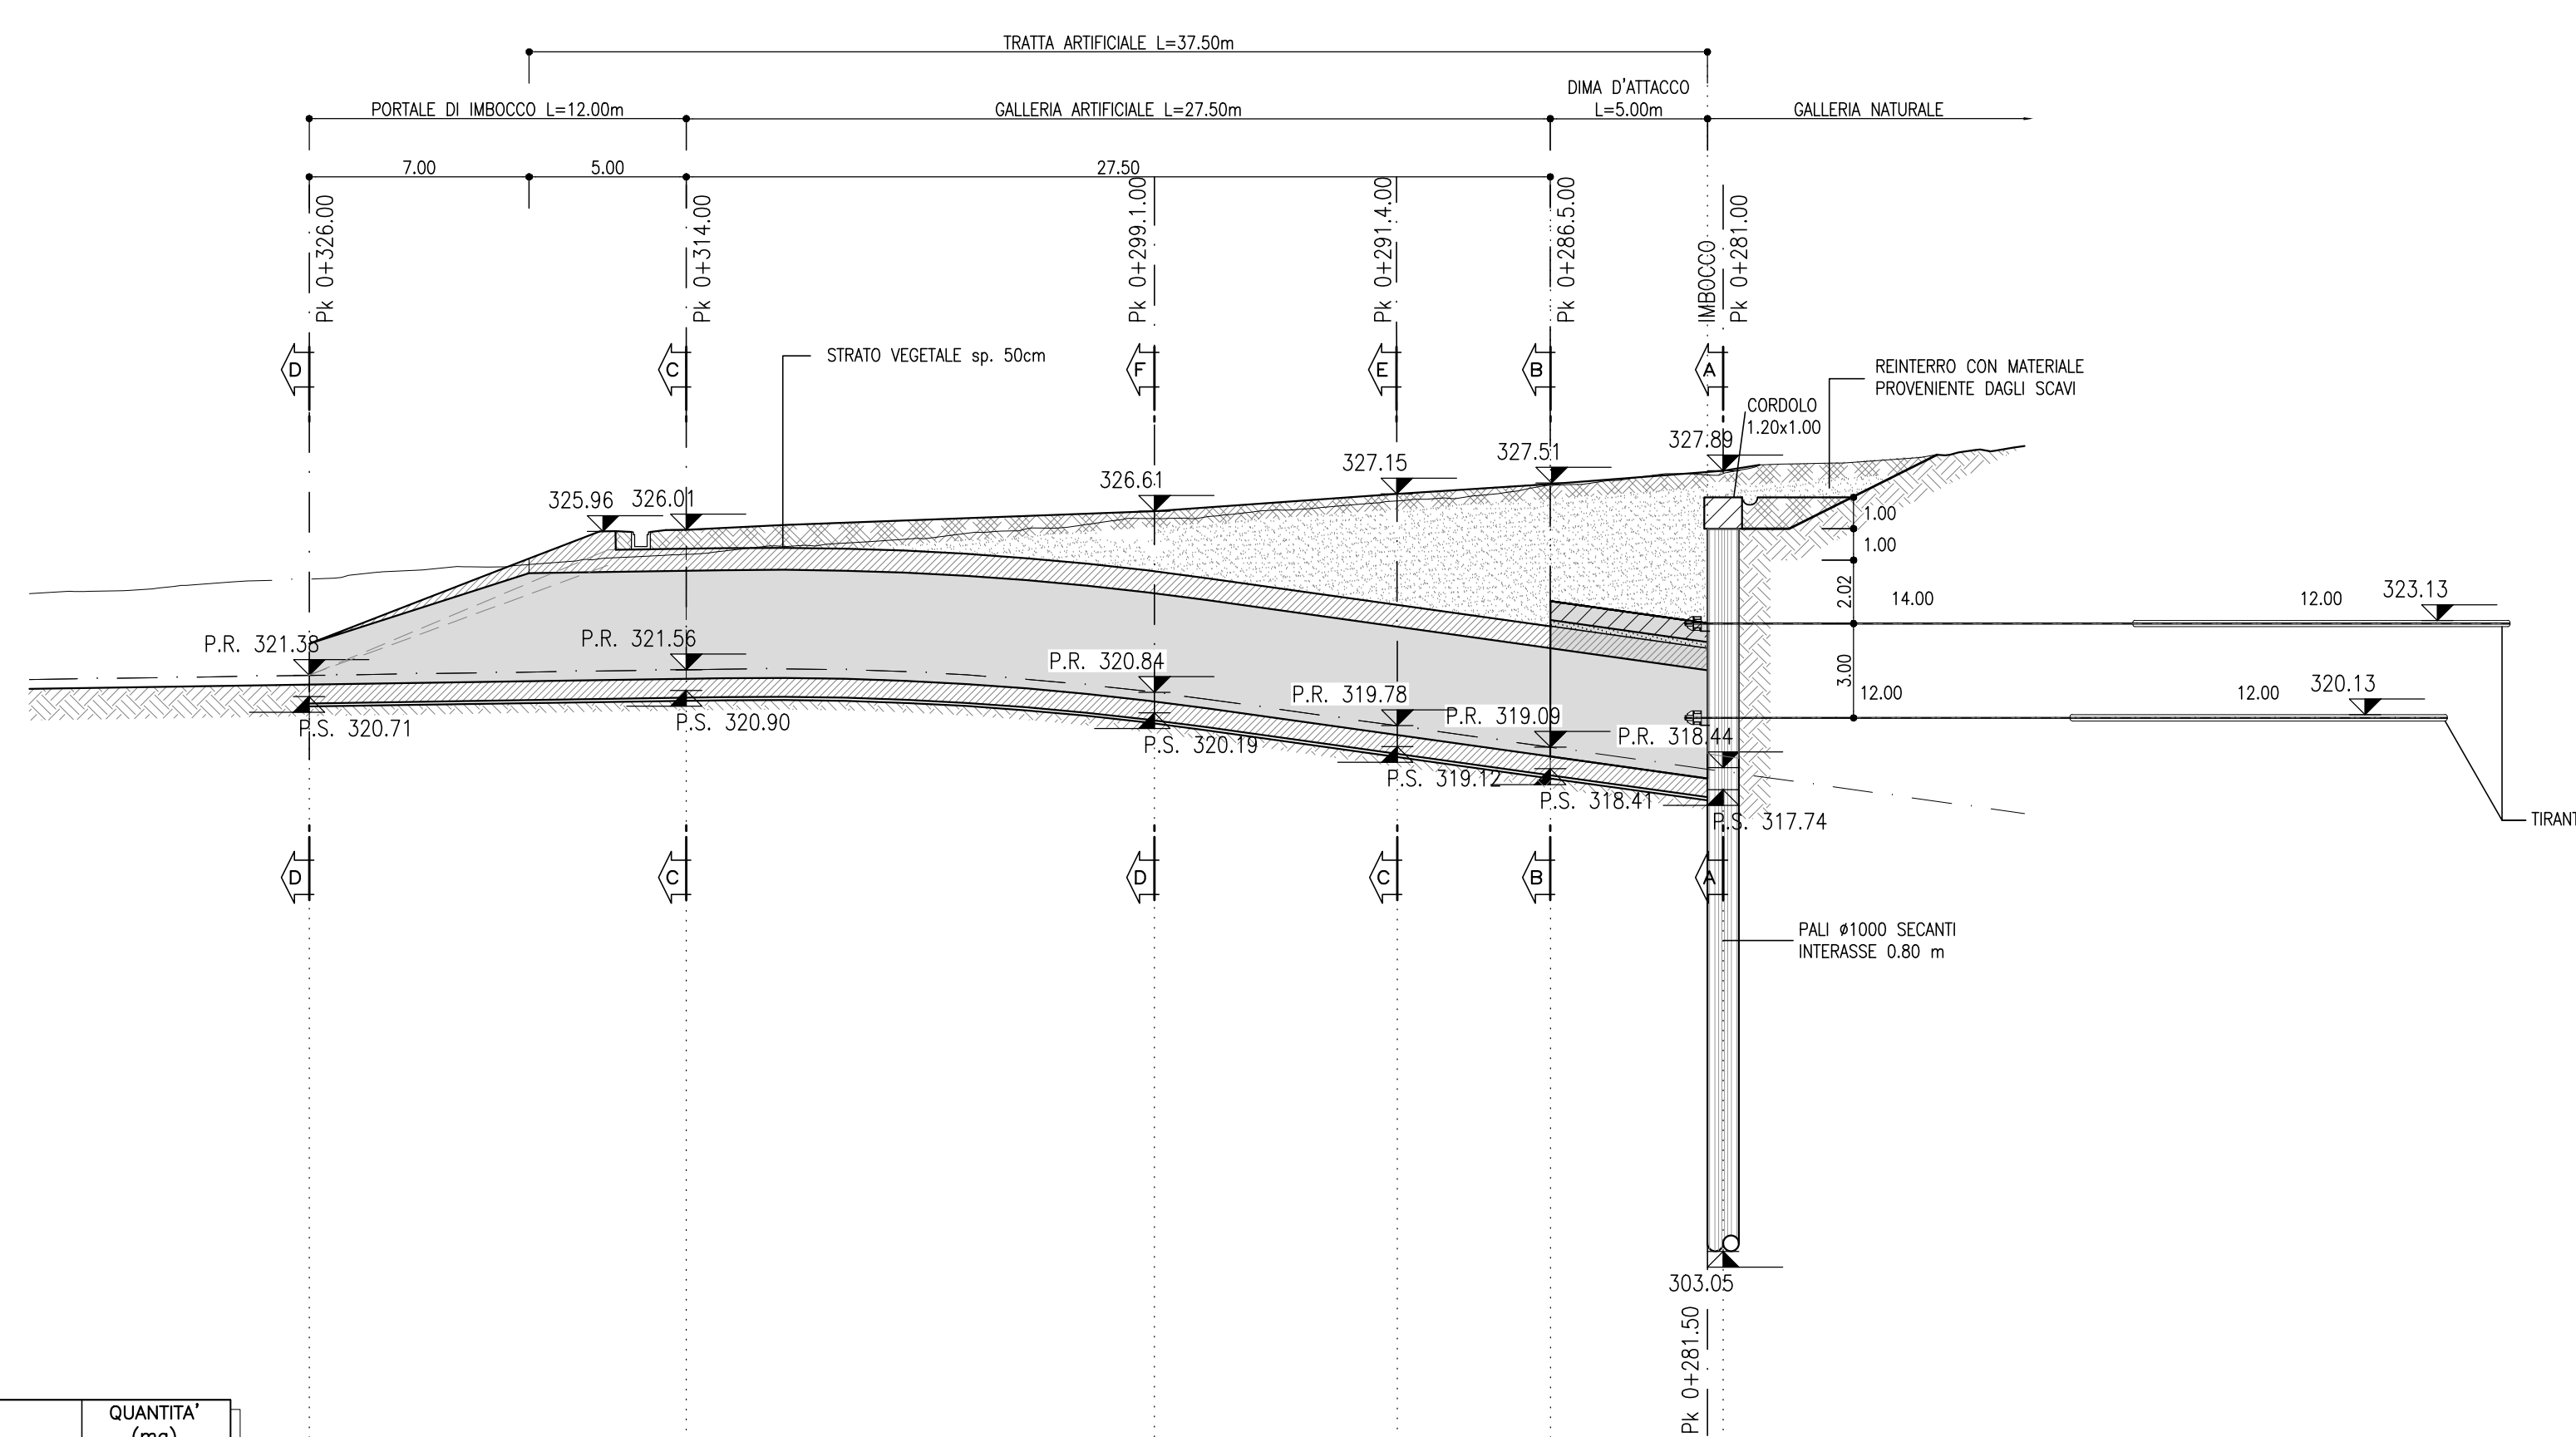 TRATTA ARTIFICIALE L=37.50m
DIMA D'ATTACCO
L=5.00m
PORTALE DI IMBOCCO L=12.00m
GALLERIA ARTIFICIALE L=27.50m
GALLERIA NATURALE
7.00
5.00
27.50
Pk 0+326.00
Pk 0+314.00
Pk 0+299.1.00
Pk 0+291.4.00
Pk 0+286.5.00
IMBOCCO
Pk 0+281.00
D
C
F
E
B
A
STRATO VEGETALE sp. 50cm
REINTERRO CON MATERIALE
PROVENIENTE DAGLI SCAVI
CORDOLO
1.20x1.00
325.96
326.01
326.61
327.15
327.51
327.89
1.00
1.00
2.02
3.00
14.00
12.00
323.13
12.00
12.00
320.13
P.R. 321.38
P.R. 321.56
P.R. 320.84
P.R. 319.78
P.R. 319.09
P.R. 318.44
P.S. 320.71
P.S. 320.90
P.S. 320.19
P.S. 319.12
P.S. 318.41
P.S. 317.74
TIRANT
D
C
D
C
B
A
PALI ø1000 SECANTI
INTERASSE 0.80 m
303.05
Pk 0+281.50
QUANTITA'
(mq)